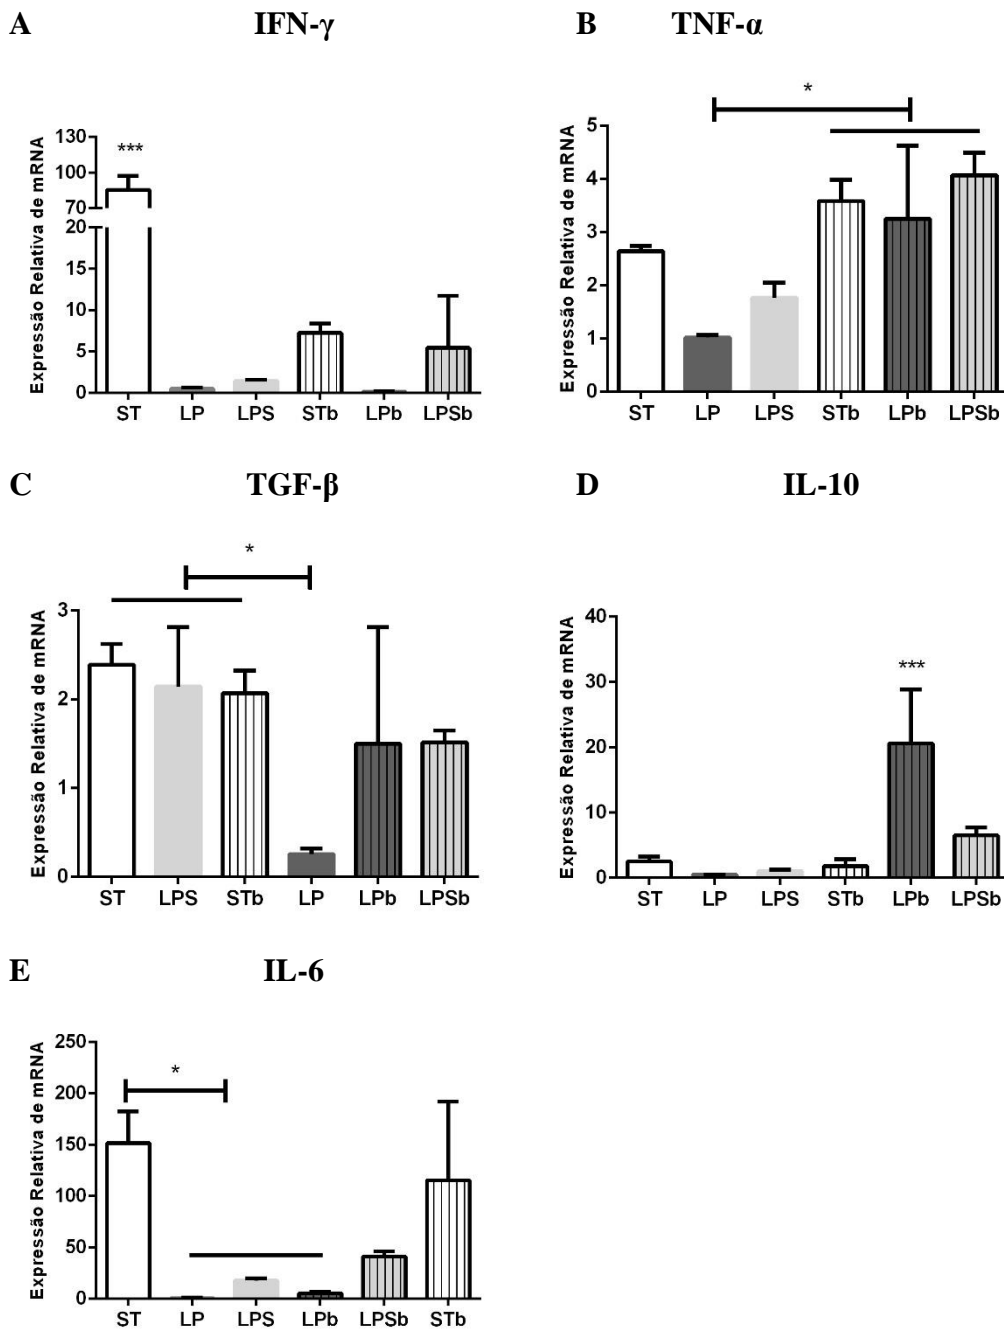 A IFN-γ
B TNF-α
Expressão Relativa de mRNA
130
100
70
20
15
10
5
0
***
ST LP LPS STb LPb LPSb
Expressão Relativa de mRNA
5
4
3
2
1
0
*
ST LP LPS STb LPb LPSb
C TGF-β
D IL-10
Expressão Relativa de mRNA
3
2
1
0
*
ST LPS STb LP LPb LPSb
Expressão Relativa de mRNA
40
30
20
10
0
***
ST LP LPS STb LPb LPSb
E IL-6
Expressão Relativa de mRNA
250
200
150
100
50
0
*
ST LP LPS LPb LPSb STb